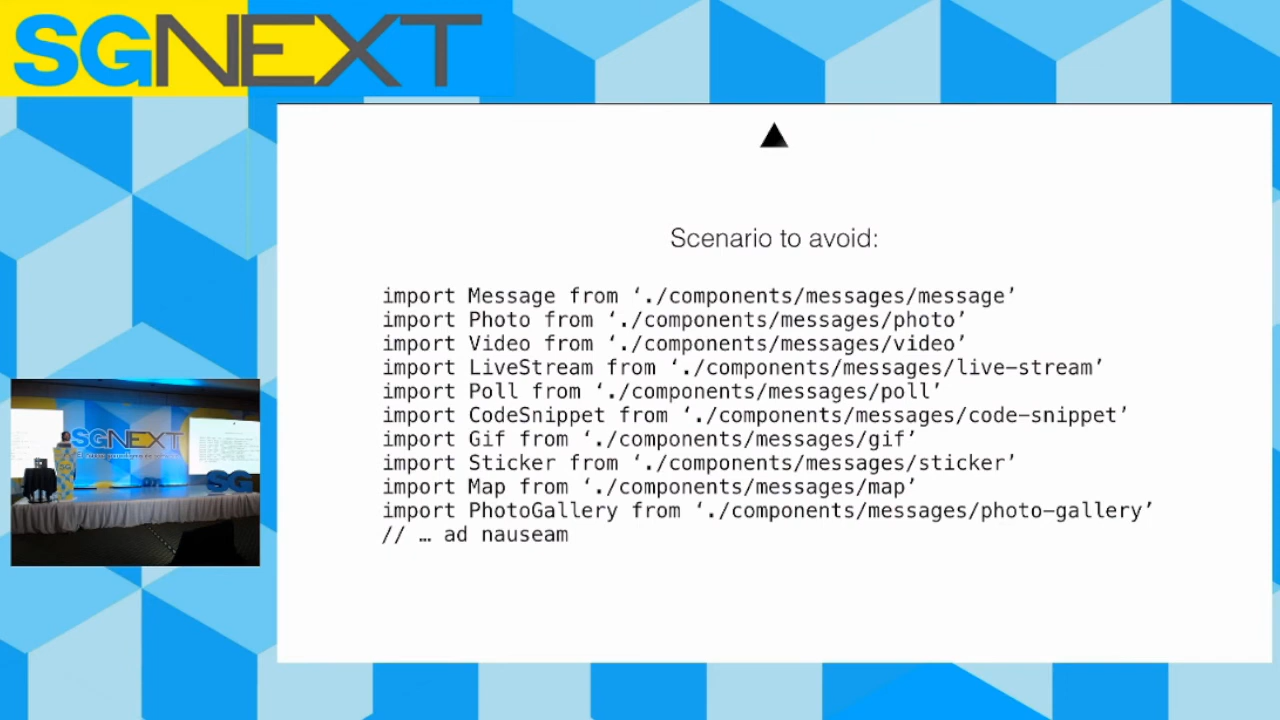 SGNEXT
Scenario to avoid:
import Message from ‘./components/messages/message’
import Photo from ‘./components/messages/photo’
import Video from ‘./components/messages/video’
import LiveStream from ‘./components/messages/live-stream’
import Poll from ‘./components/messages/poll’
import CodeSnippet from ‘./components/messages/code-snippet’
import Gif from ‘./components/messages/gif’
import Sticker from ‘./components/messages/sticker’
import Map from ‘./components/messages/map’
import PhotoGallery from ‘./components/messages/photo-gallery’
// … ad nauseam
SGNEXT
SG